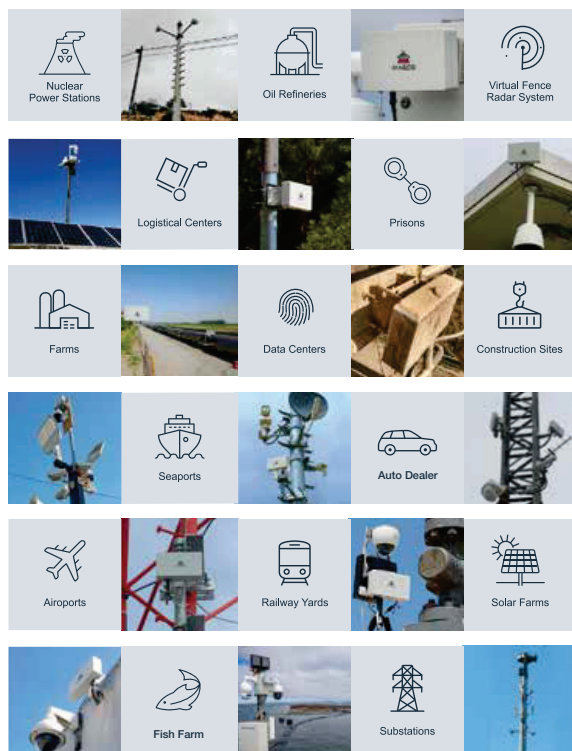 Nuclear
Power Stations
Oil Refineries
Virtual Fence
Radar System
Logistical Centers
Prisons
Farms
Data Centers
Construction Sites
Seaports
Auto Dealer
Airoports
Railway Yards
Solar Farms
Fish Farm
Substations